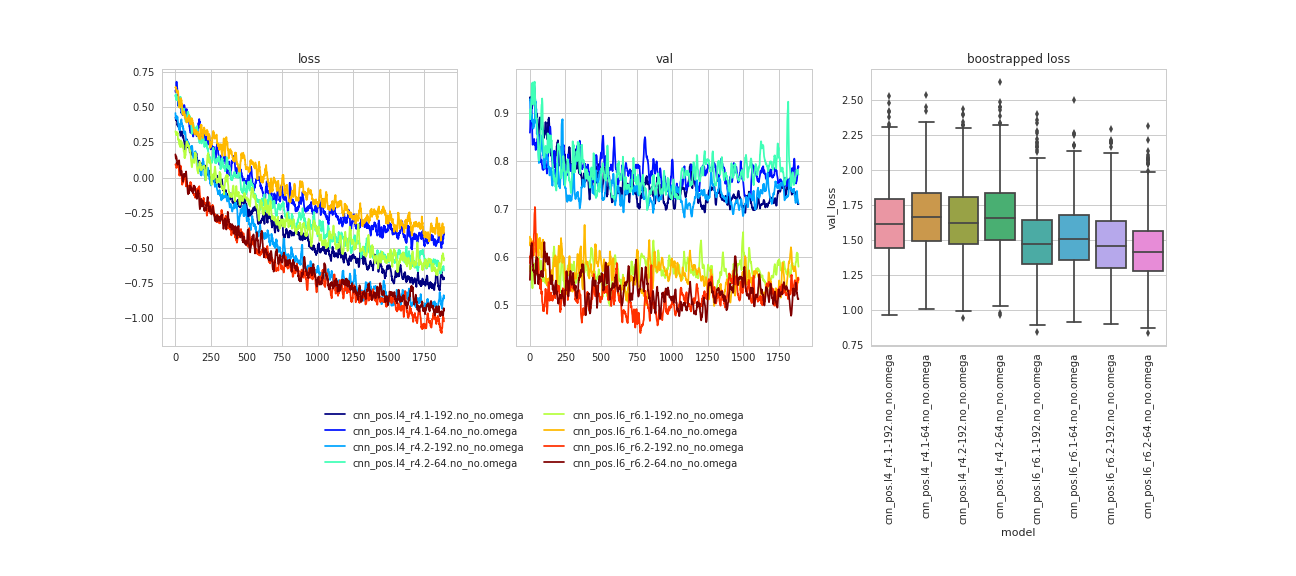 loss
0.75
0.50
0.25
0.00
−0.25
−0.50
−0.75
−1.00
0 250 500 750 1000 1250 1500 1750
val
0.9
0.8
0.7
0.6
0.5
0 250 500 750 1000 1250 1500 1750
boostrapped loss
val_loss
2.50
2.25
2.00
1.75
1.50
1.25
1.00
0.75
cnn_pos.l4_r4.1-192.no_no.omega
cnn_pos.l4_r4.1-64.no_no.omega
cnn_pos.l4_r4.2-192.no_no.omega
cnn_pos.l4_r4.2-64.no_no.omega
cnn_pos.l6_r6.1-192.no_no.omega
cnn_pos.l6_r6.1-64.no_no.omega
cnn_pos.l6_r6.2-192.no_no.omega
cnn_pos.l6_r6.2-64.no_no.omega
model
cnn_pos.l4_r4.1-192.no_no.omega
cnn_pos.l4_r4.1-64.no_no.omega
cnn_pos.l4_r4.2-192.no_no.omega
cnn_pos.l4_r4.2-64.no_no.omega
cnn_pos.l6_r6.1-192.no_no.omega
cnn_pos.l6_r6.1-64.no_no.omega
cnn_pos.l6_r6.2-192.no_no.omega
cnn_pos.l6_r6.2-64.no_no.omega